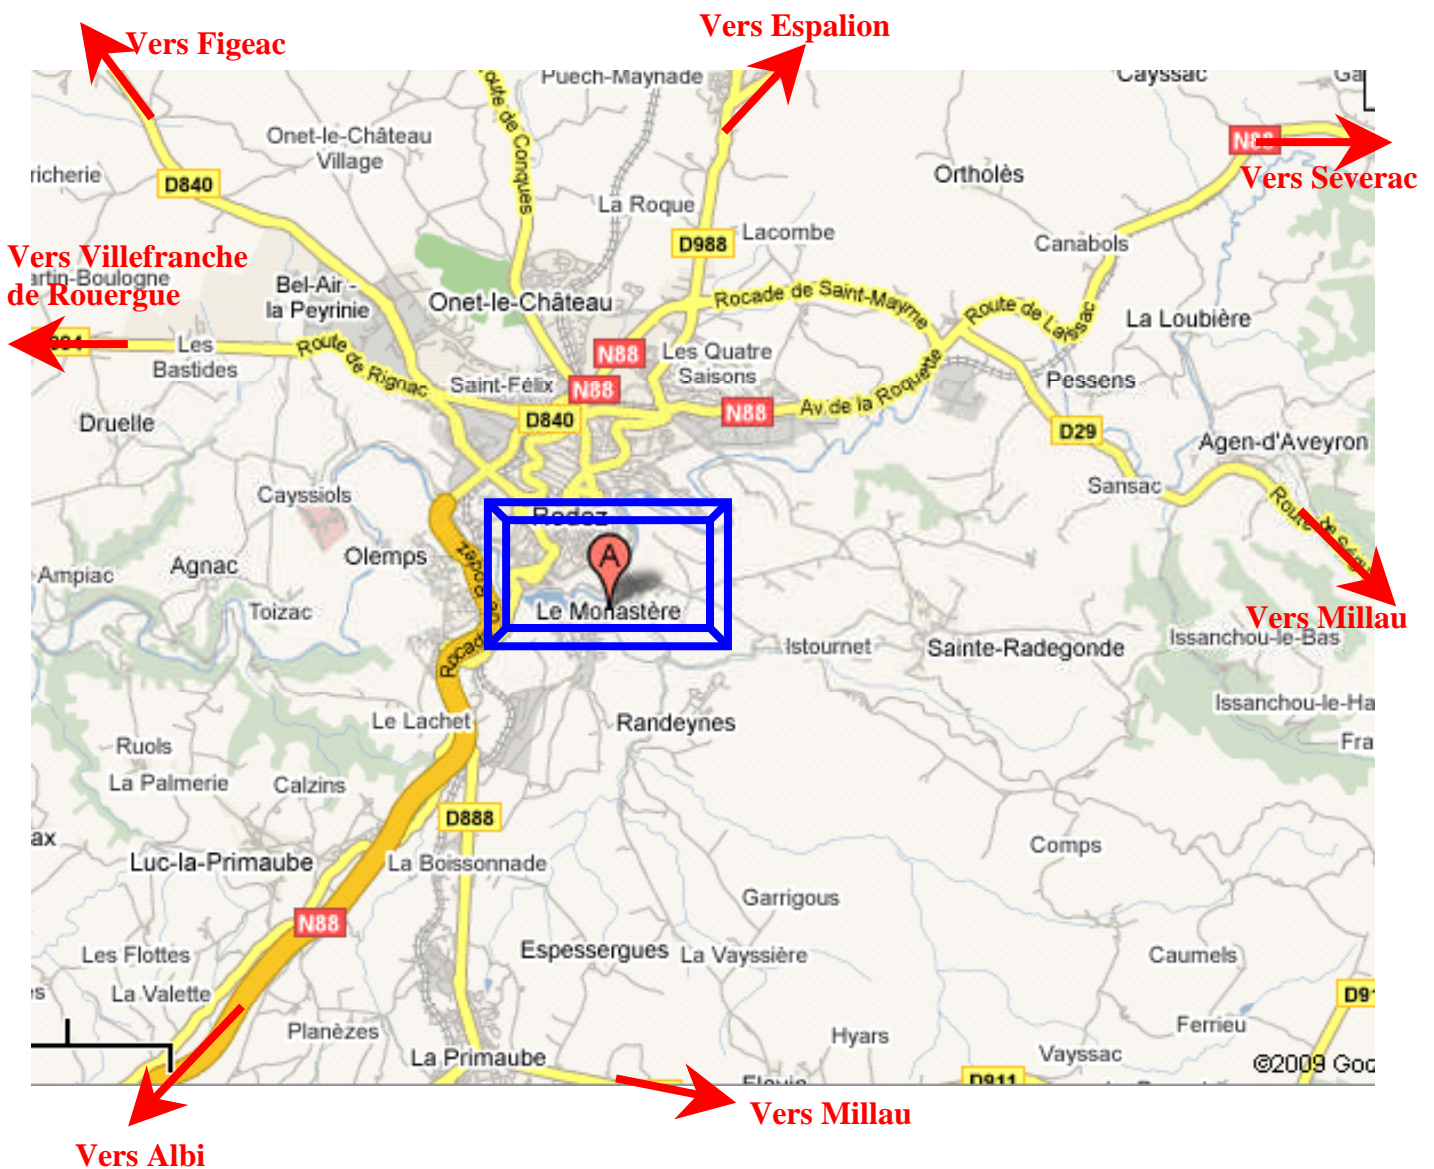 Vers Espalion
Vers Figeac
Puech-Maynade
Cayssac
Route de Conques
Onet-le-Château
Village
N88
richerie
D840
Ortholès
Vers Séverac
La Roque
Lacombe
D988
Canabols
Vers Villefranche
de Rouergue
artin-Boulogne
Bel-Air -
la Peyrinie
Onet-le-Château
Rocade de Saint-Mayme
Route de Laissac
La Loubière
Les
Bastides
Route de Rignac
N88
Les Quatre
Saisons
Saint-Félix
N88
Pessens
Druelle
D840
N88
Av de la Roquette
D29
Agen-d'Aveyron
Cayssiols
Sansac
Rodez
Olemps
A
Agnac
Ampiac
Toizac
Le Monastère
Vers Millau
Istournet
Sainte-Radegonde
Issanchou-le-Bas
Issanchou-le-Ha
Le Lachet
Randeynes
Ruols
Fra
La Palmerie
Calzins
D888
ax
Luc-la-Primaube
La Boissonnade
Comps
Garrigous
N88
Les Flottes
Espessergues
La Vayssière
Caumels
es
La Valette
D91
Planèzes
Hyars
Ferrieu
La Primaube
Vayssac
©2009 Goo
D911
Vers Millau
Vers Albi